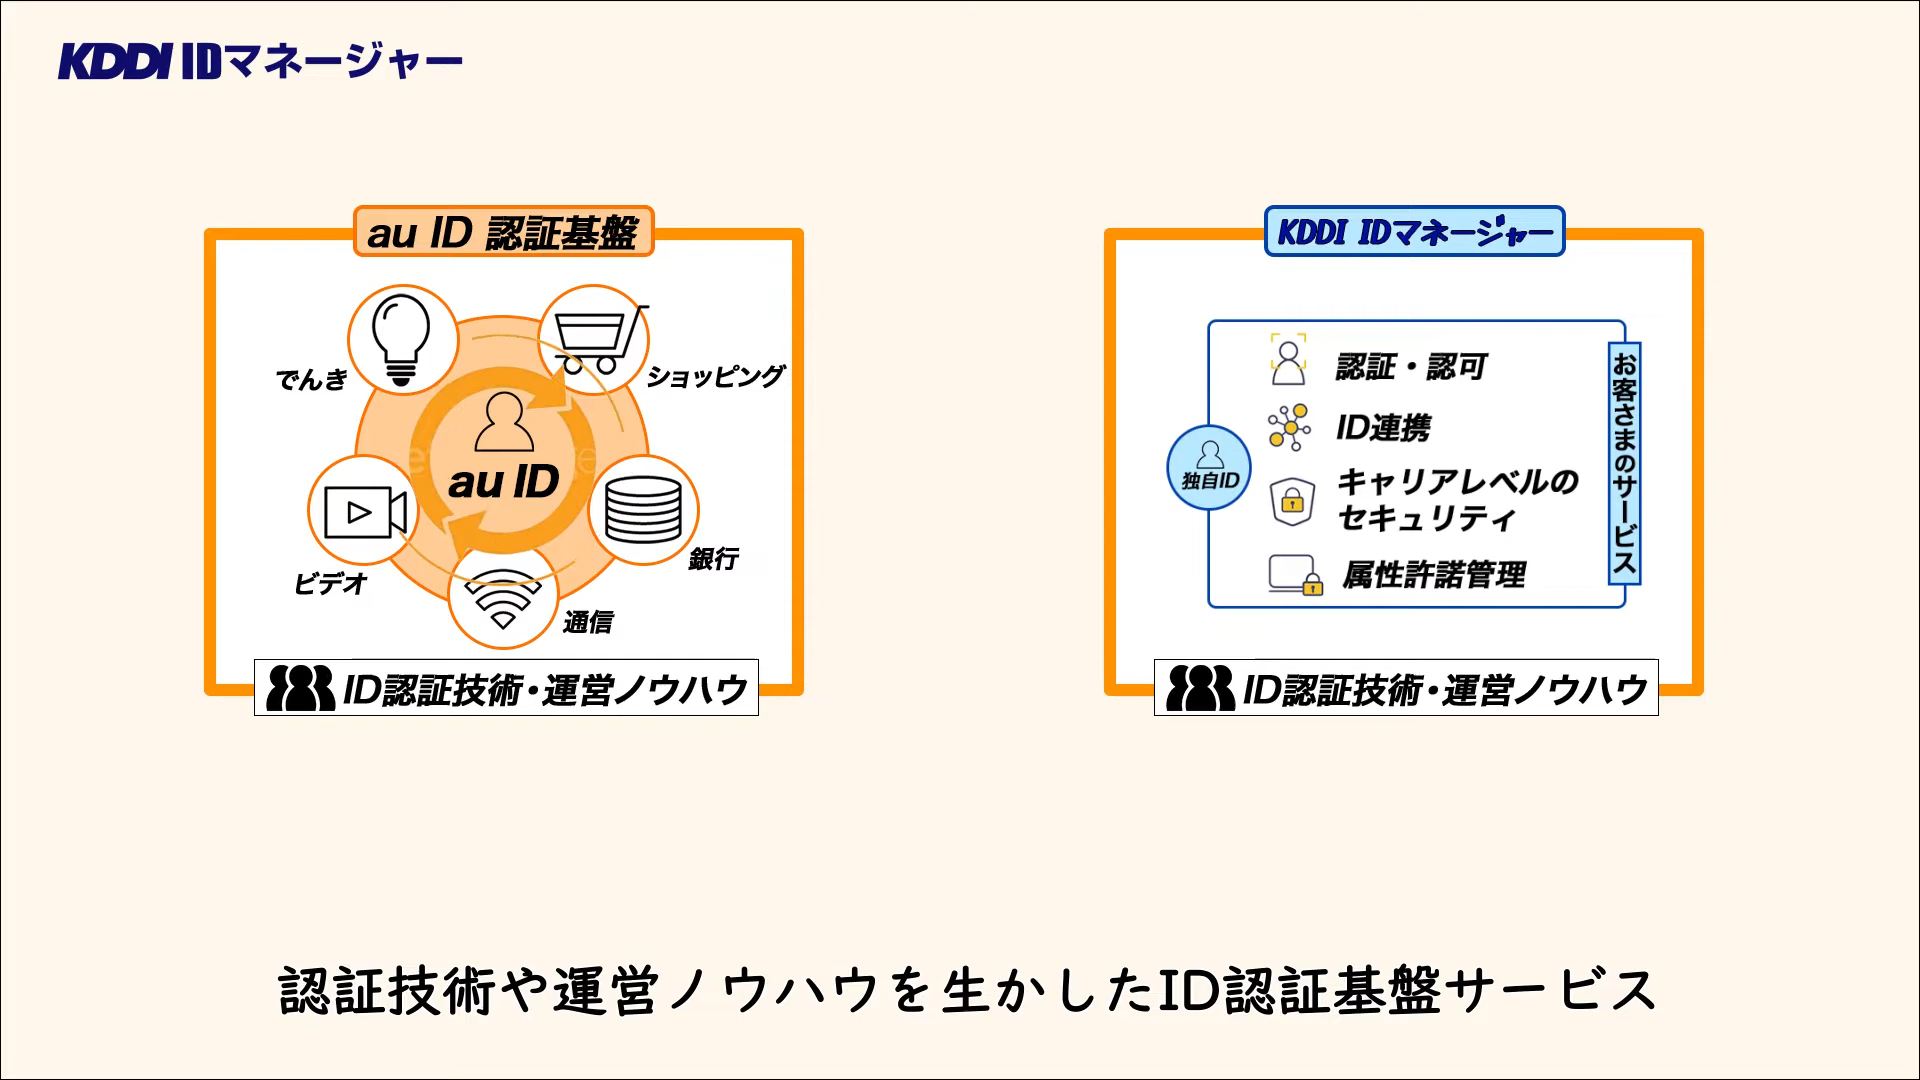 KDDI IDマネージャー
au ID 認証基盤
でんき
ショッピング
au ID
ビデオ
銀行
通信
ID認証技術・運営ノウハウ
KDDI IDマネージャー
認証・認可
ID連携
独自ID
キャリアレベルの
セキュリティ
属性許諾管理
お客さまのサービス
ID認証技術・運営ノウハウ
認証技術や運営ノウハウを生かしたID認証基盤サービス